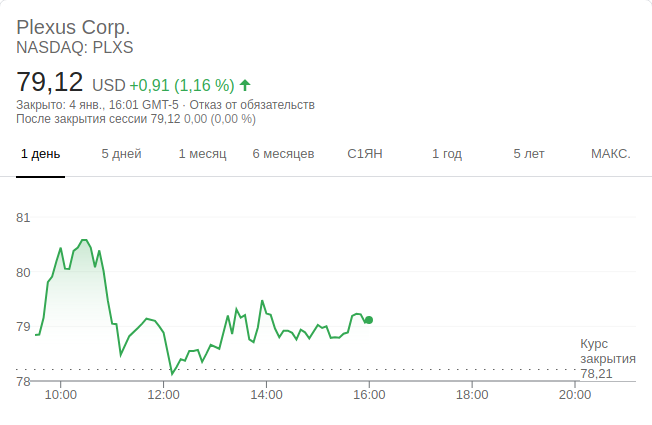 Plexus Corp.
NASDAQ: PLXS
79,12 USD +0,91 (1,16 %)
Закрыто: 4 янв., 16:01 GMT-5 · Отказ от обязательств
После закрытия сессии 79,12 0,00 (0,00 %)
1 день 5 дней 1 месяц 6 месяцев С1ЯН 1 год 5 лет МАКС.
81
80
79
Курс
закрытия
78,21
78
10:00 12:00 14:00 16:00 18:00 20:00